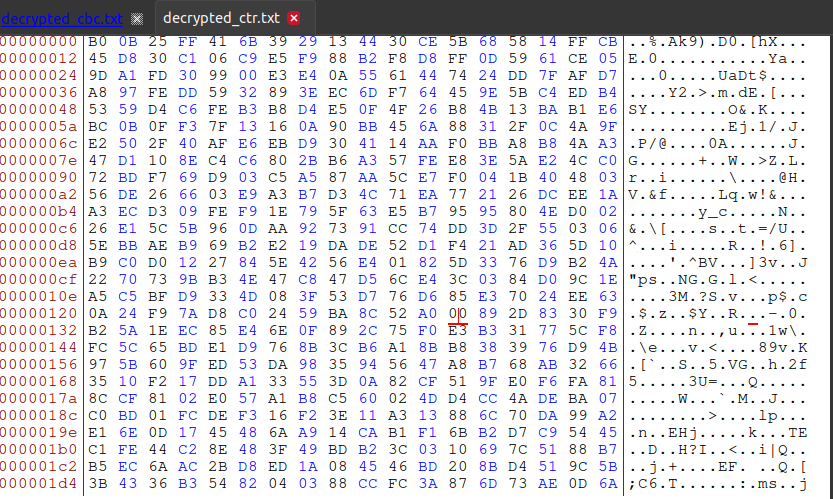 decrypted_cbc.txt decrypted_ctr.txt
00000000 B0 0B 25 FF 41 6B 39 29 13 44 30 CE 5B 68 58 14 FF CB ..%.Ak9).D0.[hX...
00000012 45 D8 30 C1 06 C9 E5 F9 88 B2 F8 D8 FF 0D 59 61 CE 05 E.0...........Ya..
00000024 9D A1 FD 30 99 00 E3 E4 0A 55 61 44 74 24 DD 7F AF D7 ...0.....UaDt$....
00000036 A8 97 FE DD 59 32 89 3E EC 6D F7 64 45 9E 5B C4 ED B4 ....Y2.>.m.dE.[...
00000048 53 59 D4 C6 FE B3 B8 D4 E5 0F 4F 26 B8 4B 13 BA B1 E6 SY........O&.K....
0000005a BC 0B 0F F3 7F 13 16 0A 90 BB 45 6A 88 31 2F 0C 4A 9F ..........Ej.1/.J.
0000006c E2 50 2F 40 AF E6 EB D9 30 41 14 AA F0 BB A8 B8 4A A3 .P/@....0A......J.
0000007e 47 D1 10 8E C4 C6 80 2B B6 A3 57 FE E8 3E 5A E2 4C C0 G......+..W..>Z.L.
00000090 72 BD F7 69 D9 03 C5 A5 87 AA 5C E7 F0 04 1B 40 48 03 r..i......\....@H.
000000a2 56 DE 26 66 03 E9 A3 B7 D3 4C 71 EA 77 21 26 DC EE 1A V.&f.....Lq.w!&...
000000b4 A3 EC D3 09 FE EF 91 1E 79 5F 63 E5 B7 95 95 80 4E D0 02 ........y_c.....N..
000000c6 26 E1 5C 5B 96 0D AA 92 73 91 CC 74 DD 3D 2F 55 03 06 &.\[....s..t.=/U..
000000d8 5E BB AE B9 69 B2 E2 19 DA DE 52 D1 F4 21 AD 36 5D 10 ^...i.....R..!.6].
000000ea B9 C0 D0 12 27 84 5E 42 56 E4 01 82 5D 33 76 D9 B2 4A ....'.^BV...]3v..J
000000fc 22 70 73 9B B3 4E 47 C8 47 D5 6C E4 3C 03 84 D0 9C 1E "ps..NG.G.l.<.....
0000010e A5 C5 BF D9 33 4D 08 3F 53 D7 76 D6 85 E3 70 24 EE 63 ....3M.?S.v...p$.c
00000120 0A 24 F9 7A D8 C0 24 59 BA 8C 52 A0 00 89 2D 83 30 F9 .$.z..$Y..R...-.0.
00000132 B2 5A 1E EC 85 E4 6E 0F 89 2C 75 F0 E3 B3 31 77 5C F8 .Z....n..,u...1w\.
00000144 FC 5C 65 BD E1 D9 76 8B 3C B6 A1 8B B8 38 39 76 D9 4B .\e...v.<....89v.K
00000156 97 5B 60 9F ED 53 DA 98 35 94 56 47 A8 B7 68 AB 32 66 .[`..S..5.VG..h.2f
00000168 35 10 F2 17 DD A1 33 55 3D 0A 82 CF 51 9F E0 F6 FA 81 5.....3U=...Q.....
0000017a 8C CF 81 02 E0 57 A1 B8 C5 60 02 4D D4 CC 4A DE BA 07 .....W...`.M..J...
0000018c C0 BD 01 FC DE F3 16 F2 3E 11 A3 13 88 6C 70 DA 99 A2 ........>....lp...
0000019e E1 6E 0D 17 45 48 6A A9 14 CA B1 F1 6B B2 D7 C9 54 45 .n..EHj.....k...TE
000001b0 C1 FE 44 C2 8E 48 3F 49 BD B2 3C 03 10 69 7C 51 88 B7 ..D..H?I..<..i|Q..
000001c2 B5 EC 6A AC 2B D8 ED 1A 08 45 46 BD 20 8B D4 51 9C 5B ..j.+....EF. ..Q.[
000001d4 3B 43 36 B3 54 82 04 03 88 CC FC 3A 87 6D 73 AE 0D 6A ;C6.T......:.ms..j